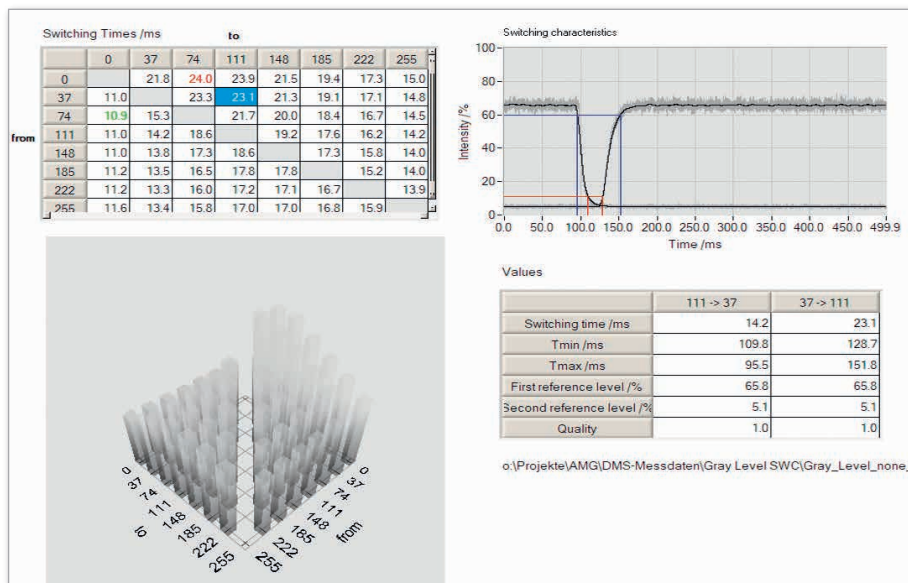 Switching Times /ms
to
0 37 74 111 148 185 222 255
0 21.8 24.0 23.9 21.5 19.4 17.3 15.0
37 11.0 23.3 23.1 21.3 19.1 17.1 14.8
74 10.9 15.3 21.7 20.0 18.4 16.7 14.5
from
111 11.0 14.2 18.6 19.2 17.6 16.2 14.2
148 11.0 13.8 17.3 18.6 17.3 15.8 14.0
185 11.2 13.5 16.5 17.8 17.8 15.2 14.0
222 11.2 13.3 16.0 17.2 17.1 16.7 13.9
255 11.6 13.4 15.8 17.0 17.0 16.8 15.9
Switching characteristics
Intensity /%
100
80
60
40
20
0
0.0 50.0 100.0 150.0 200.0 250.0 300.0 350.0 400.0 450.0 499.9
Time /ms
Values
111 -> 37 37 -> 111
Switching time /ms 14.2 23.1
Tmin /ms 109.8 128.7
Tmax /ms 95.5 151.8
First reference level /% 65.8 65.8
Second reference level /% 5.1 5.1
Quality 1.0 1.0
o:\Projekte\AMG\DMS-Messdaten\Gray Level SWC\Gray_Level_none_
0 37 74 111 148 185 222 255
to
0 37 74 111 148 185 222 255
from